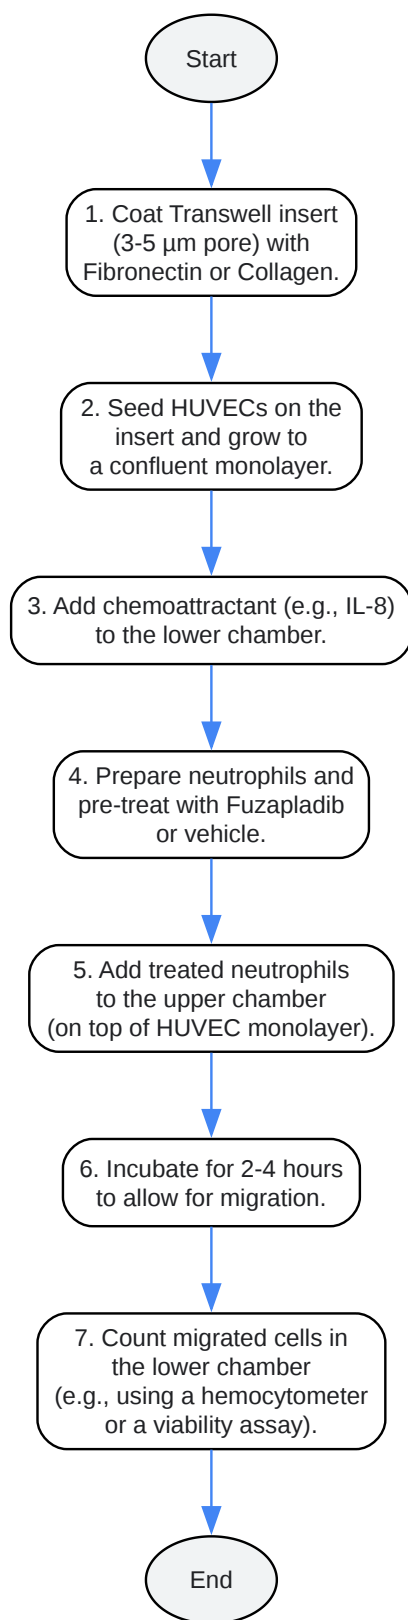 Start
1. Coat Transwell insert
(3-5 µm pore) with
Fibronectin or Collagen.
2. Seed HUVECs on the
insert and grow to
a confluent monolayer.
3. Add chemoattractant (e.g., IL-8)
to the lower chamber.
4. Prepare neutrophils and
pre-treat with Fuzapladib
or vehicle.
5. Add treated neutrophils
to the upper chamber
(on top of HUVEC monolayer).
6. Incubate for 2-4 hours
to allow for migration.
7. Count migrated cells in
the lower chamber
(e.g., using a hemocytometer
or a viability assay).
End